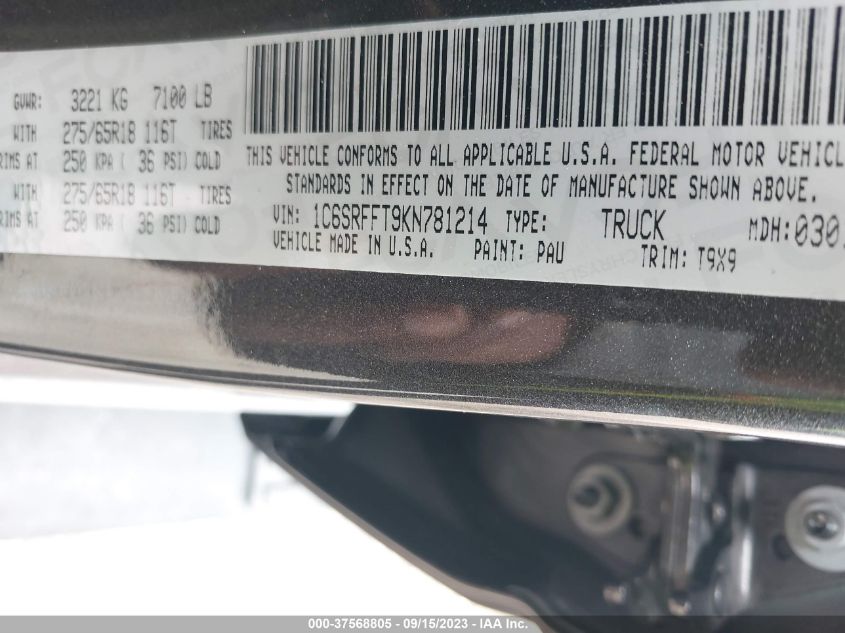 GVWR: 3221 KG 7100 LB
WITH 275/65R18 116T TIRES
RIMS AT 250 KPA ( 36 PSI) COLD
WITH 275/65R18 116T TIRES
RIMS AT 250 KPA ( 36 PSI) COLD
THIS VEHICLE CONFORMS TO ALL APPLICABLE U.S.A. FEDERAL MOTOR VEHICL
STANDARDS IN EFFECT ON THE DATE OF MANUFACTURE SHOWN ABOVE.
VIN: 1C6SRFFT9KN781214 TYPE: TRUCK MDH:030
VEHICLE MADE IN U.S.A. PAINT: PAU TRIM: T9X9
000-37568805 - 09/15/2023 - ©IAA, Inc.